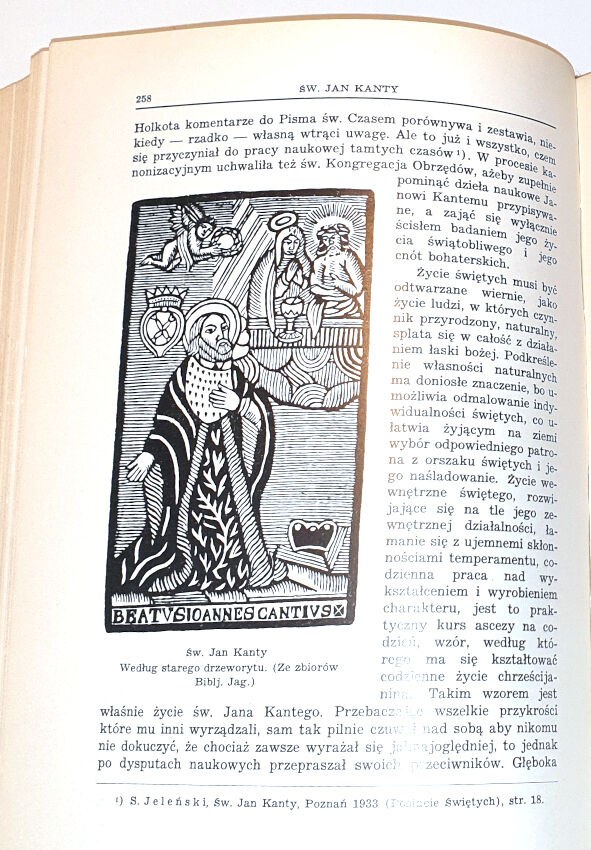 258
ŚW. JAN KANTY
Holkota komentarze do Pisma św. Czasem porównywa i zestawia, nie-
kiedy — rzadko — własną wtrąci uwagę. Ale to już i wszystko, czem
się przyczyniał do pracy naukowej tamtych czasów ¹). W procesie ka-
nonizacyjnym uchwaliła też św. Kongregacja Obrzędów, ażeby zupełnie
pominąć dzieła naukowe Ja-
nowi Kantemu przypisywa-
ne, a zająć się wyłącznie
ścisłem badaniem jego ży-
cia świątobliwego i jego
cnót bohaterskich.
Życie świętych musi być
odtwarzane wiernie, jako
życie ludzi, w których czyn-
nik przyrodzony, naturalny,
splata się w całość z działa-
niem łaski bożej. Podkreśle-
nie własności naturalnych
ma doniosłe znaczenie, bo u-
możliwia odmalowanie indy-
widualności świętych, co u-
łatwia żyjącym na ziemi
wybór odpowiedniego patro-
na z orszaku świętych i je-
go naśladowanie. Życie we-
wnętrzne świętego, rozwi-
jające się na tle jego ze-
wnętrznej działalności, ła-
manie się z ujemnemi skłon-
nościami temperamentu, co-
dzienna praca nad wy-
kształceniem i wyrobieniem
charakteru, jest to prak-
tyczny kurs ascezy na co-
dzień, wzór, według któ-
rego ma się kształtować
codzienne życie chrześcija-
nina. Takim wzorem jest
BEATVS IOANNES CANTIVS
św. Jan Kanty
Według starego drzeworytu. (Ze zbiorów
Biblj. Jag.)
właśnie życie św. Jana Kantego. Przebaczając wszelkie przykrości
które mu inni wyrządzali, sam tak pilnie czuwał nad sobą aby nikomu
nie dokuczyć, że chociaż zawsze wyrażał się jak najoględniej, to jednak
po dysputach naukowych przepraszał swoich przeciwników. Głęboka
¹) S. Jeleński, św. Jan Kanty, Poznań 1933 świętych), str. 18.